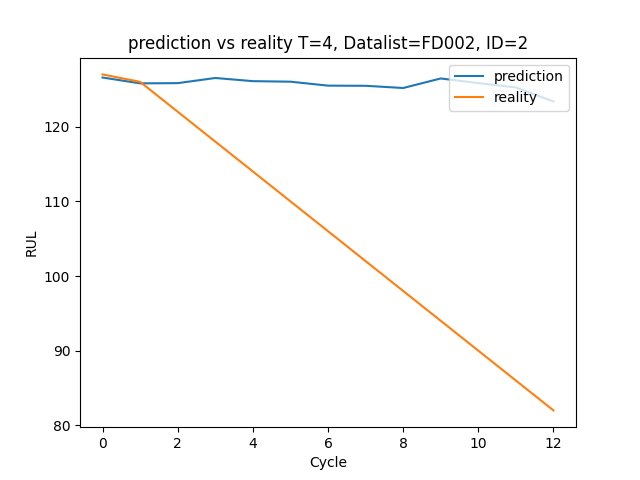 prediction vs reality T=4, Datalist=FD002, ID=2
prediction
reality
120
110
100
90
80
RUL
0 2 4 6 8 10 12
Cycle